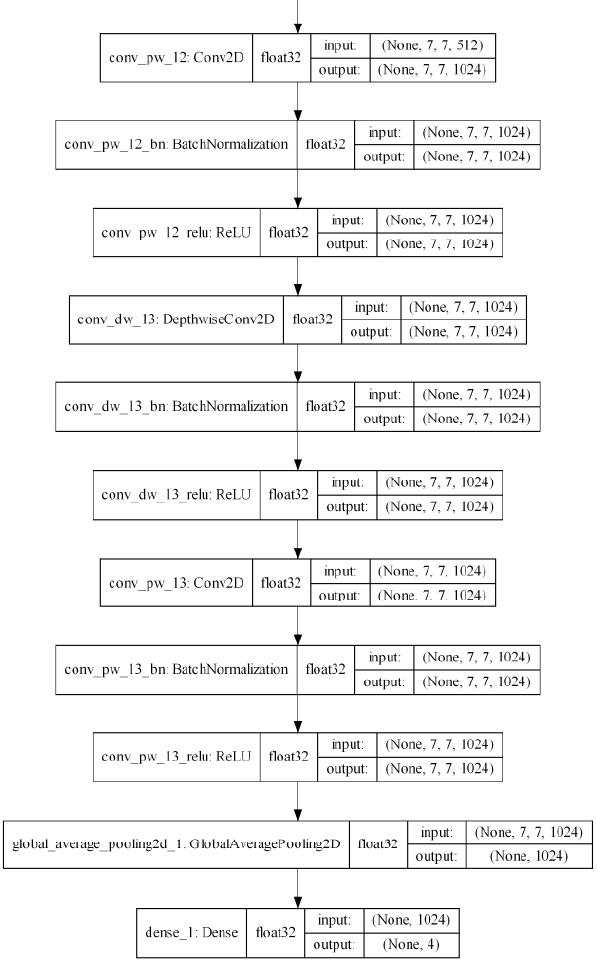 conv_pw_12: Conv2D float32 input: (None, 7, 7, 512)
output: (None, 7, 7, 1024)
conv_pw_12_bn: BatchNormalization float32 input: (None, 7, 7, 1024)
output: (None, 7, 7, 1024)
conv_pw_12_relu: ReLU float32 input: (None, 7, 7, 1024)
output: (None, 7, 7, 1024)
conv_dw_13: DepthwiseConv2D float32 input: (None, 7, 7, 1024)
output: (None, 7, 7, 1024)
conv_dw_13_bn: BatchNormalization float32 input: (None, 7, 7, 1024)
output: (None, 7, 7, 1024)
conv_dw_13_relu: ReLU float32 input: (None, 7, 7, 1024)
output: (None, 7, 7, 1024)
conv_pw_13: Conv2D float32 input: (None, 7, 7, 1024)
output: (None, 7, 7, 1024)
conv_pw_13_bn: BatchNormalization float32 input: (None, 7, 7, 1024)
output: (None, 7, 7, 1024)
conv_pw_13_relu: ReLU float32 input: (None, 7, 7, 1024)
output: (None, 7, 7, 1024)
global_average_pooling2d_1: GlobalAveragePooling2D float32 input: (None, 7, 7, 1024)
output: (None, 1024)
dense_1: Dense float32 input: (None, 1024)
output: (None, 4)